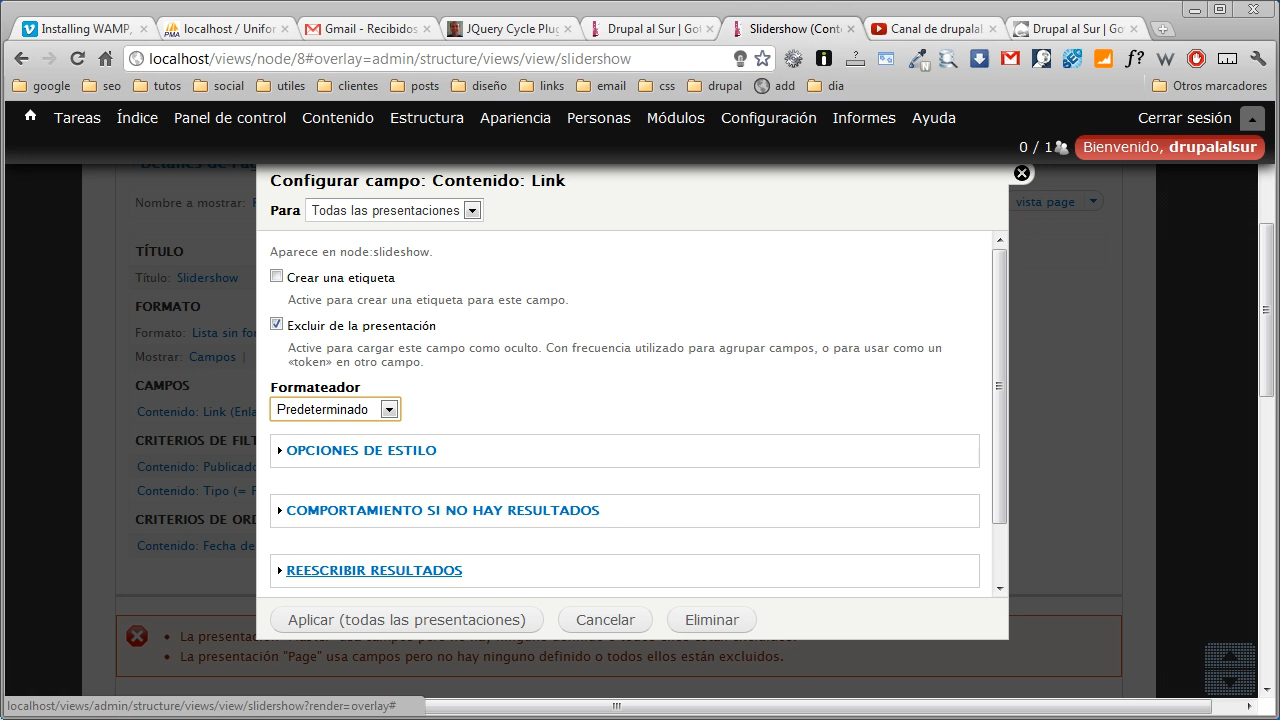 Installing WAMP,
localhost / Unifor
Gmail - Recibidos
JQuery Cycle Plug
Drupal al Sur | Got
Slidershow (Conte
Canal de drupalal
Drupal al Sur | Got
localhost/views/node/8#overlay=admin/structure/views/view/slidershow
google
seo
tutos
social
utiles
clientes
posts
diseño
links
email
css
drupal
add
dia
Otros marcadores
Tareas
Índice
Panel de control
Contenido
Estructura
Apariencia
Personas
Módulos
Configuración
Informes
Ayuda
Cerrar sesión
0 / 1
Bienvenido, drupalalsur
Configurar campo: Contenido: Link
Para Todas las presentaciones
Nombre a mostrar:
vista page
Aparece en node:slideshow.
Crear una etiqueta
Active para crear una etiqueta para este campo.
Excluir de la presentación
Active para cargar este campo como oculto. Con frecuencia utilizado para agrupar campos, o para usar como un
«token» en otro campo.
Formateador
Predeterminado
OPCIONES DE ESTILO
COMPORTAMIENTO SI NO HAY RESULTADOS
REESCRIBIR RESULTADOS
Aplicar (todas las presentaciones)
Cancelar
Eliminar
TÍTULO
Título: Slidershow
FORMATO
Formato: Lista sin for
Mostrar: Campos |
CAMPOS
Contenido: Link (Enla
CRITERIOS DE FILT
Contenido: Publicado
Contenido: Tipo (=
CRITERIOS DE ORD
Contenido: Fecha de
La presentación
La presentación "Page" usa campos pero no hay ninguno definido o todos ellos están excluidos.
localhost/views/admin/structure/views/view/slidershow?render=overlay#